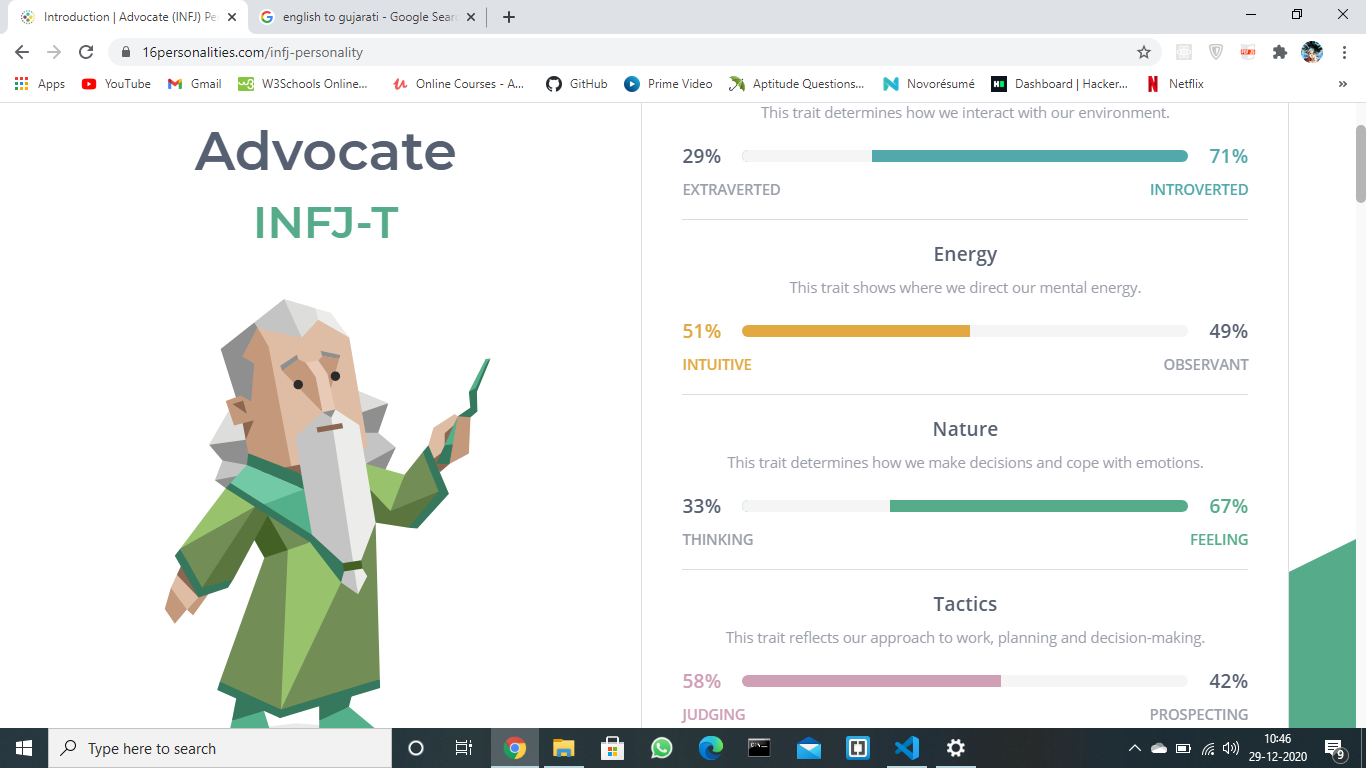 Introduction | Advocate (INFJ) Pe
english to gujarati - Google Sear
16personalities.com/infj-personality
Apps
YouTube
Gmail
W3Schools Online...
Online Courses - A...
GitHub
Prime Video
Aptitude Questions...
Novorésumé
Dashboard | Hacker...
Netflix
»
Advocate
INFJ-T
This trait determines how we interact with our environment.
29% 71%
EXTRAVERTED INTROVERTED
Energy
This trait shows where we direct our mental energy.
51% 49%
INTUITIVE OBSERVANT
Nature
This trait determines how we make decisions and cope with emotions.
33% 67%
THINKING FEELING
Tactics
This trait reflects our approach to work, planning and decision-making.
58% 42%
JUDGING PROSPECTING
Type here to search
10:46
29-12-2020
9